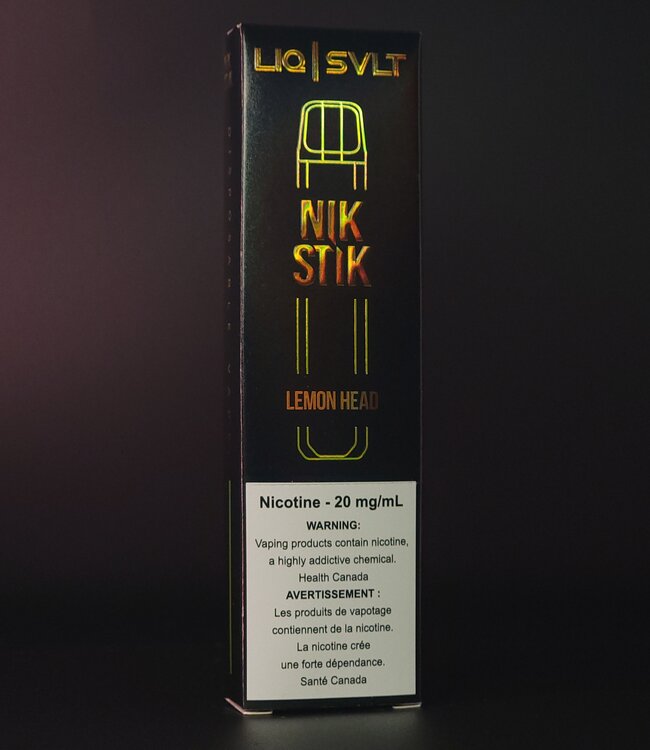 LIQ | SVLT
NIK
STIK
LEMON HEAD
Nicotine - 20 mg/mL
WARNING:
Vaping products contain nicotine,
a highly addictive chemical.
Health Canada
AVERTISSEMENT :
Les produits de vapotage
contiennent de la nicotine.
La nicotine crée
une forte dépendance.
Santé Canada
DISPOSABLE